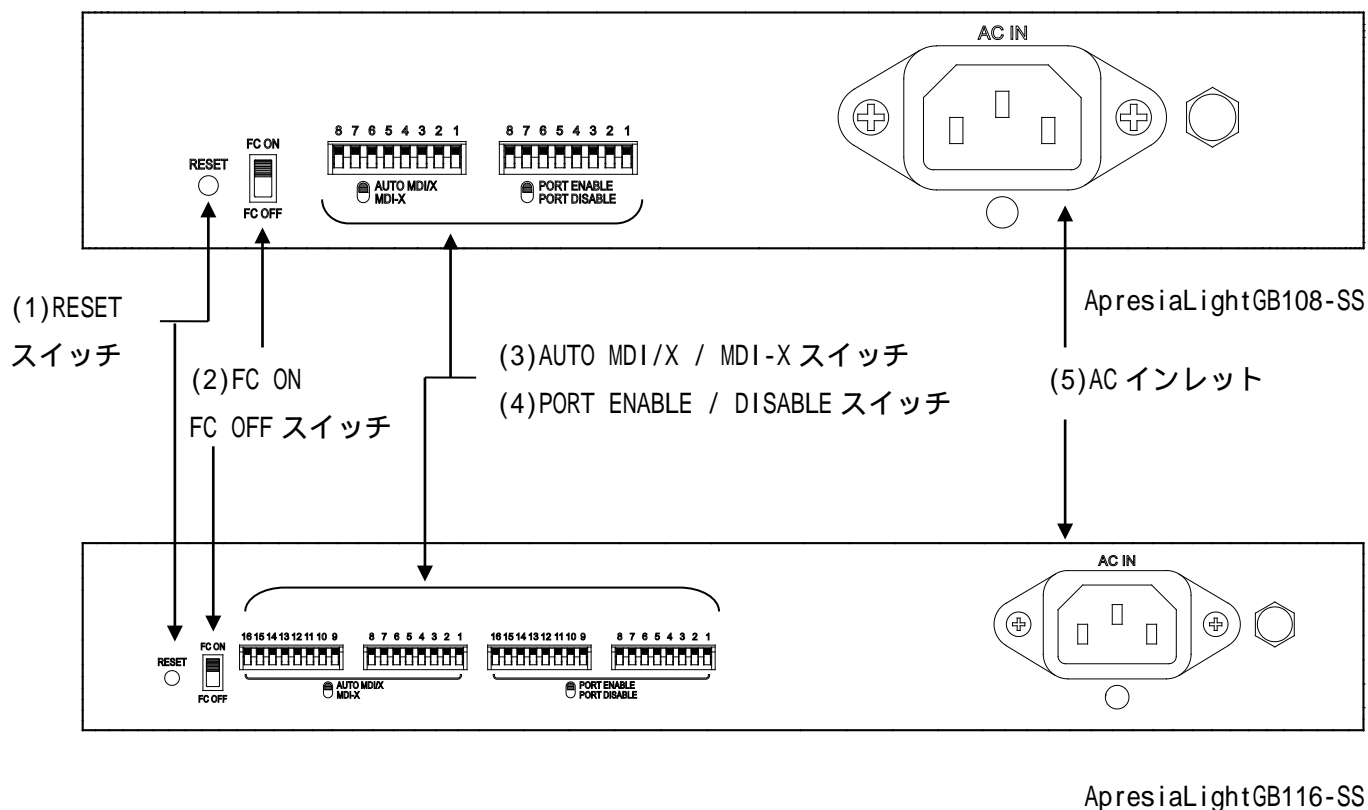 AC IN
8 7 6 5 4 3 2 1
8 7 6 5 4 3 2 1
FC ON
RESET
AUTO MDI/X
MDI-X
PORT ENABLE
PORT DISABLE
FC OFF
ApresiaLightGB108-SS
(1)RESET
スイッチ
(2)FC ON
FC OFF スイッチ
(3)AUTO MDI/X / MDI-X スイッチ
(4)PORT ENABLE / DISABLE スイッチ
(5)AC インレット
AC IN
16 15 14 13 12 11 10 9
8 7 6 5 4 3 2 1
16 15 14 13 12 11 10 9
8 7 6 5 4 3 2 1
FC ON
RESET
FC OFF
AUTO MDI/X
MDI-X
PORT ENABLE
PORT DISABLE
ApresiaLightGB116-SS